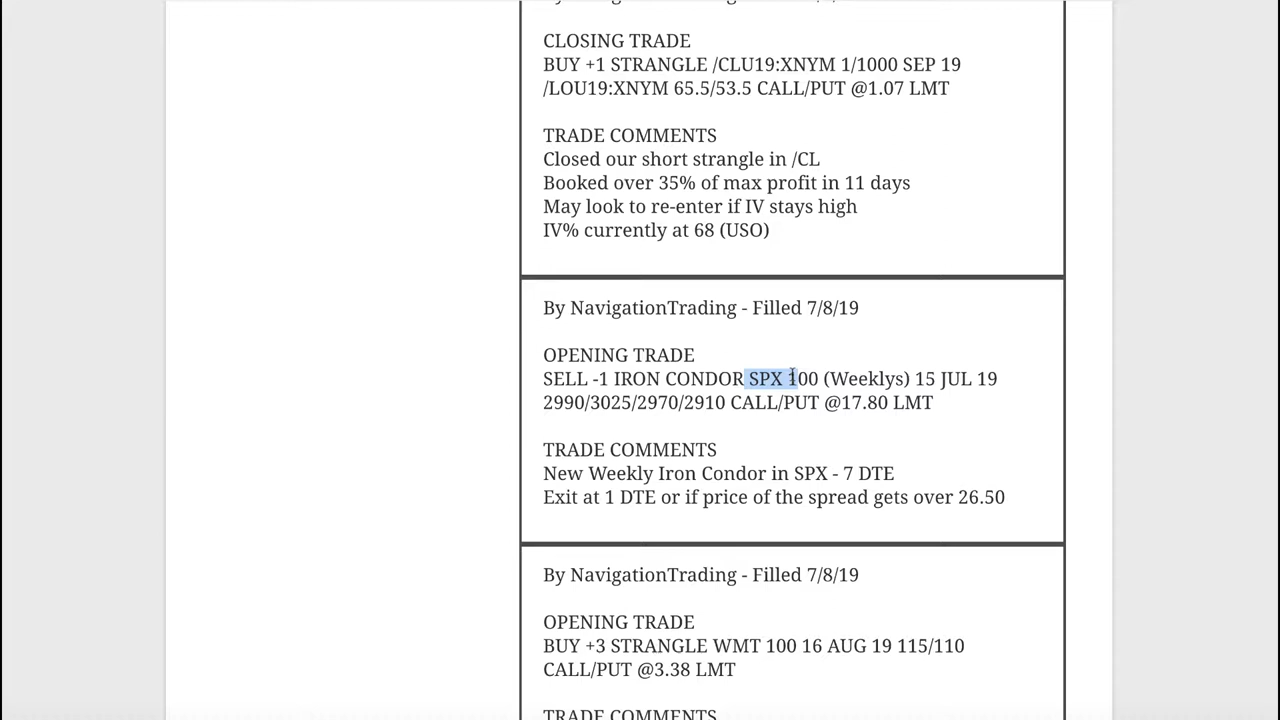 CLOSING TRADE
BUY +1 STRANGLE /CLU19:XNYM 1/1000 SEP 19
/LOU19:XNYM 65.5/53.5 CALL/PUT @1.07 LMT
TRADE COMMENTS
Closed our short strangle in /CL
Booked over 35% of max profit in 11 days
May look to re-enter if IV stays high
IV% currently at 68 (USO)
By NavigationTrading - Filled 7/8/19
OPENING TRADE
SELL -1 IRON CONDOR SPX 100 (Weeklys) 15 JUL 19
2990/3025/2970/2910 CALL/PUT @17.80 LMT
TRADE COMMENTS
New Weekly Iron Condor in SPX - 7 DTE
Exit at 1 DTE or if price of the spread gets over 26.50
By NavigationTrading - Filled 7/8/19
OPENING TRADE
BUY +3 STRANGLE WMT 100 16 AUG 19 115/110
CALL/PUT @3.38 LMT
TRADE COMMENTS